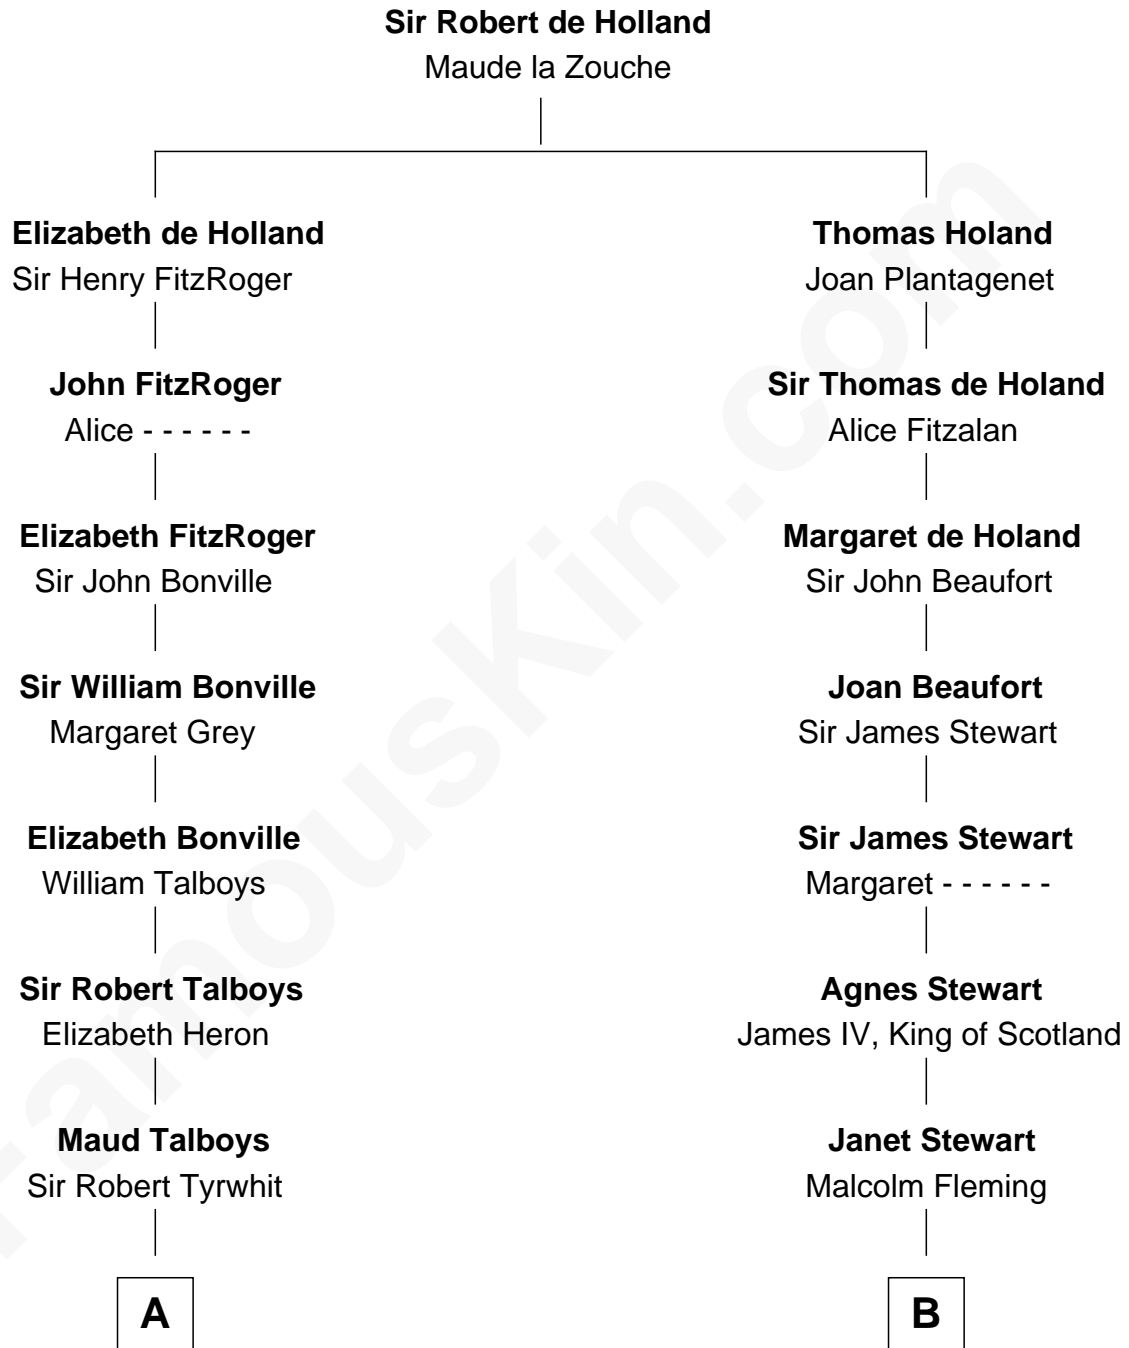 Sir Robert de Holland
Maude la Zouche
Elizabeth de Holland
Sir Henry FitzRoger
Thomas Holand
Joan Plantagenet
John FitzRoger
Alice - - - - - -
Sir Thomas de Holand
Alice Fitzalan
Elizabeth FitzRoger
Sir John Bonville
Margaret de Holand
Sir John Beaufort
Sir William Bonville
Margaret Grey
Joan Beaufort
Sir James Stewart
Elizabeth Bonville
William Talboys
Sir James Stewart
Margaret - - - - - -
Sir Robert Talboys
Elizabeth Heron
Agnes Stewart
James IV, King of Scotland
Maud Talboys
Sir Robert Tyrwhit
Janet Stewart
Malcolm Fleming
A
B
FamousKin.com